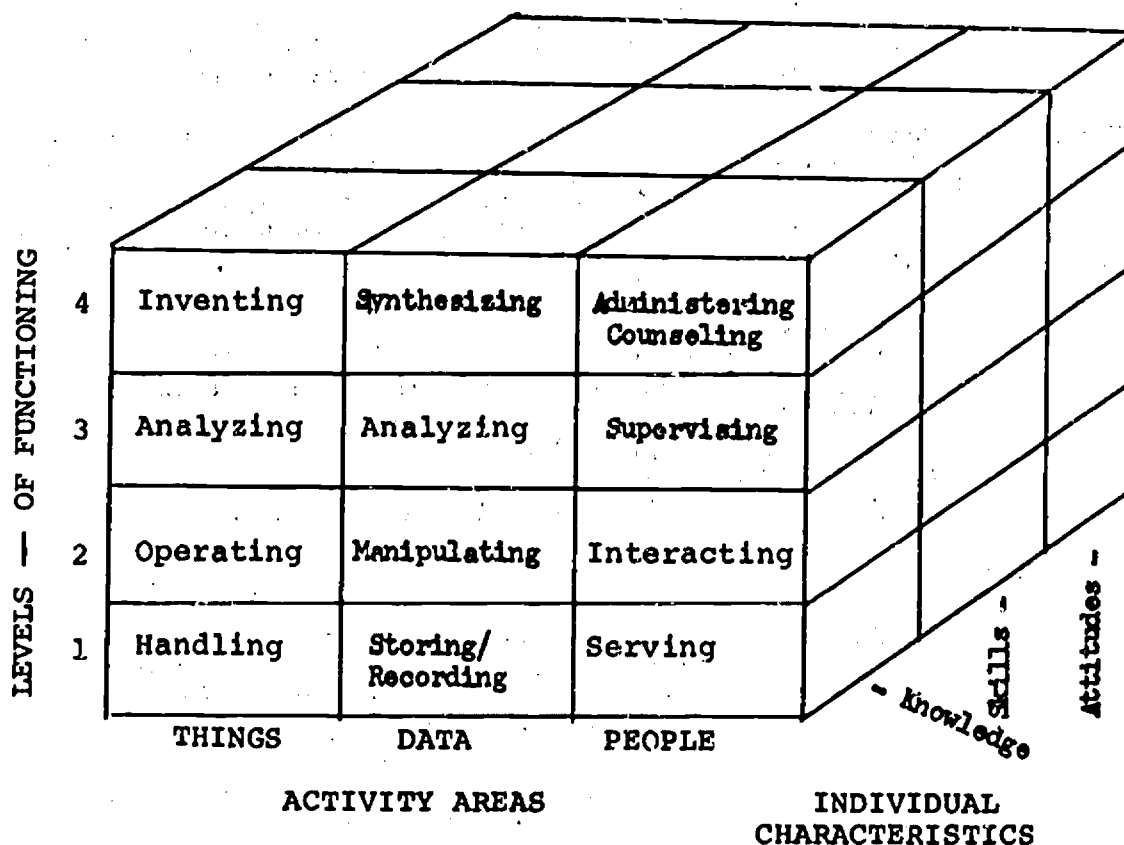 LEVELS — OF FUNCTIONING
4 Inventing Synthesizing Administering
Counseling
3 Analyzing Analyzing Supervising
2 Operating Manipulating Interacting
1 Handling Storing/ Serving
Recording
THINGS DATA PEOPLE
- Knowledge
Skills -
Attitudes -
ACTIVITY AREAS
INDIVIDUAL
CHARACTERISTICS